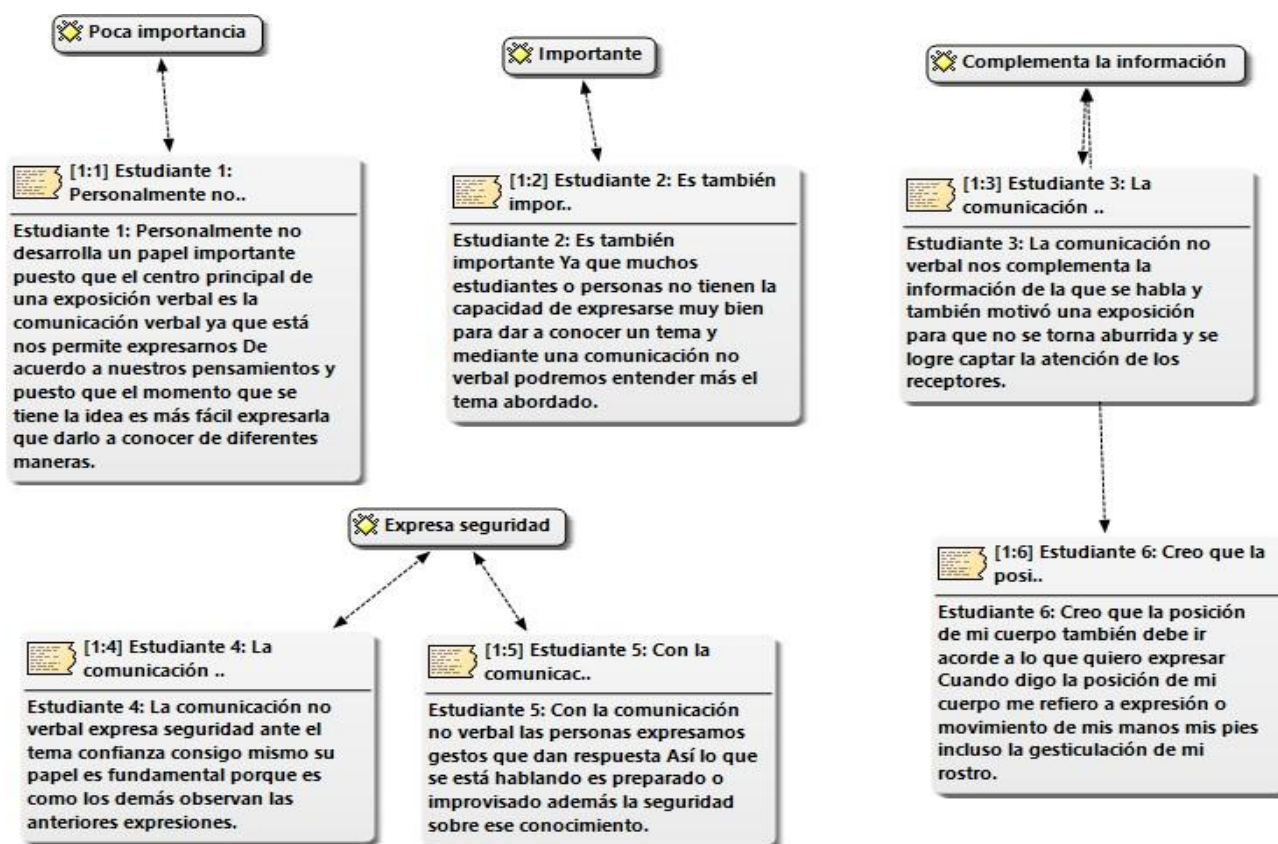 Poca importancia
[1:1] Estudiante 1:
Personalmente no..
Estudiante 1: Personalmente no
desarrolla un papel importante
puesto que el centro principal de
una exposición verbal es la
comunicación verbal ya que está
nos permite expresarnos De
acuerdo a nuestros pensamientos y
puesto que el momento que se
tiene la idea es más fácil expresarla
que darlo a conocer de diferentes
maneras.
Importante
[1:2] Estudiante 2: Es también
impor..
Estudiante 2: Es también
importante Ya que muchos
estudiantes o personas no tienen la
capacidad de expresarse muy bien
para dar a conocer un tema y
mediante una comunicación no
verbal podremos entender más el
tema abordado.
Complementa la información
[1:3] Estudiante 3: La
comunicación ..
Estudiante 3: La comunicación no
verbal nos complementa la
información de la que se habla y
también motivó una exposición
para que no se torna aburrida y se
logre captar la atención de los
receptores.
Expresa seguridad
[1:4] Estudiante 4: La
comunicación ..
Estudiante 4: La comunicación no
verbal expresa seguridad ante el
tema confianza consigo mismo su
papel es fundamental porque es
como los demás observan las
anteriores expresiones.
[1:5] Estudiante 5: Con la
comunicac..
Estudiante 5: Con la comunicación
no verbal las personas expresamos
gestos que dan respuesta Así lo que
se está hablando es preparado o
improvisado además la seguridad
sobre ese conocimiento.
[1:6] Estudiante 6: Creo que la
posi..
Estudiante 6: Creo que la posición
de mi cuerpo también debe ir
acorde a lo que quiero expresar
Cuando digo la posición de mi
cuerpo me refiero a expresión o
movimiento de mis manos mis pies
incluso la gesticulación de mi
rostro.